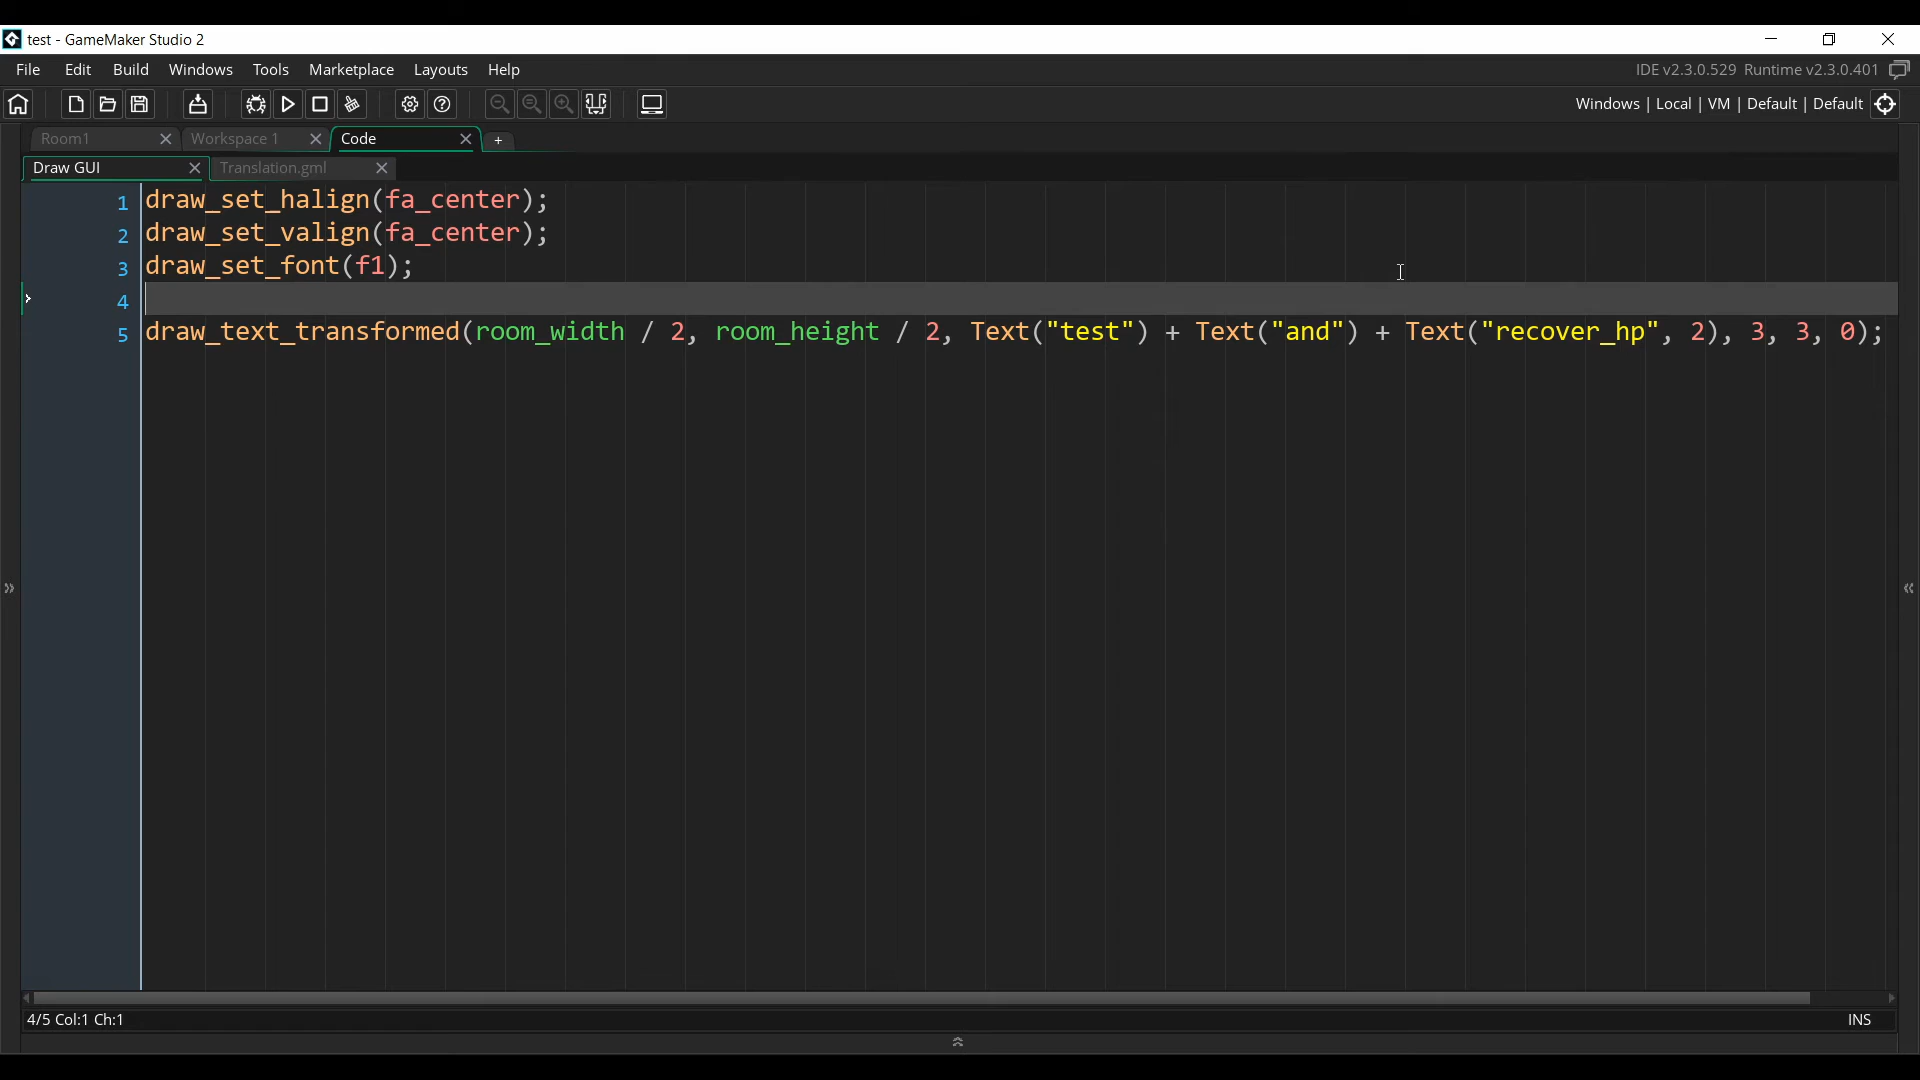 test - GameMaker Studio 2
File Edit Build Windows Tools Marketplace Layouts Help
IDE v2.3.0.529 Runtime v2.3.0.401
Windows | Local | VM | Default | Default
Room1 Workspace 1 Code +
Draw GUI Translation.gml
1 draw_set_halign(fa_center);
2 draw_set_valign(fa_center);
3 draw_set_font(f1);
4
5 draw_text_transformed(room_width / 2, room_height / 2, Text("test") + Text("and") + Text("recover_hp", 2), 3, 3, 0);
4/5 Col:1 Ch:1
INS